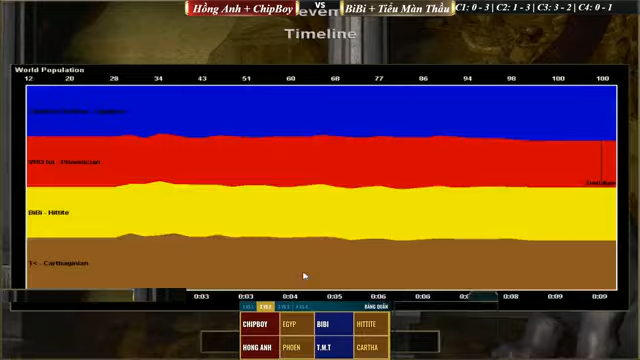 Hồng Anh + ChipBoy VS BiBi + Tiểu Màn Thầu C1: 0 - 3 | C2: 1 - 3 | C3: 3 - 2 | C4: 0 - 1
Timeline
World Population
12 20 28 34 43 51 60 68 77 86 94 98 100
BiBi - Hittite
T< - Carthaginian
0:03 0:03 0:04 0:05 0:06 0:06 0:08 0:09
BẢNG QUÂN
CHIPBOY EGYP BIBI HITTITE
HONG ANH PHOEN T.M.T CARTHA